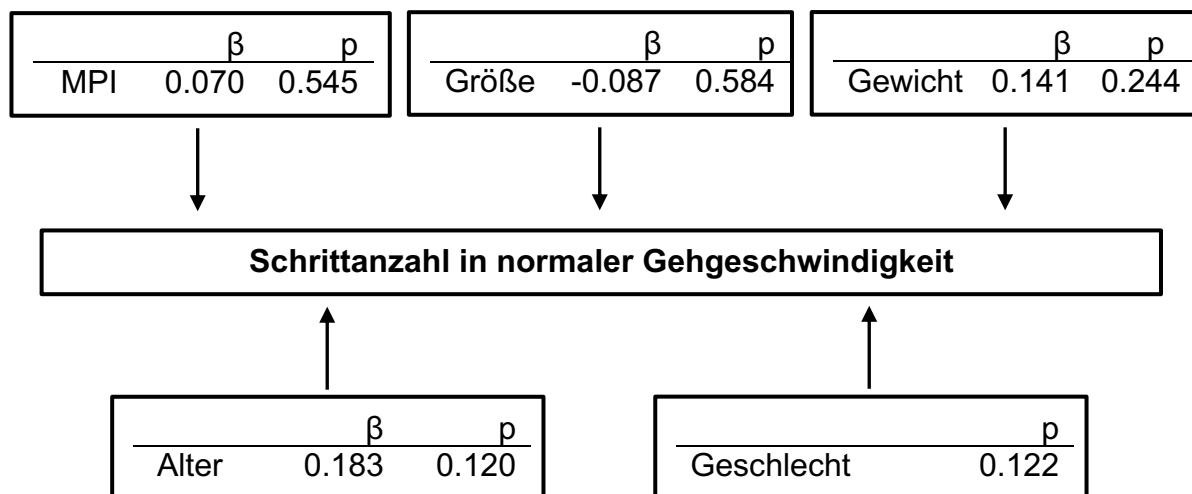 β p
MPI 0.070 0.545
β p
Größe -0.087 0.584
β p
Gewicht 0.141 0.244
Schrittanzahl in normaler Gehgeschwindigkeit
β p
Alter 0.183 0.120
p
Geschlecht 0.122